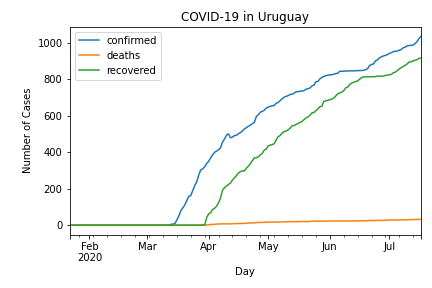 COVID-19 in Uruguay
confirmed
deaths
recovered
Number of Cases
1000
800
600
400
200
0
Feb
2020
Mar
Apr
May
Jun
Jul
Day